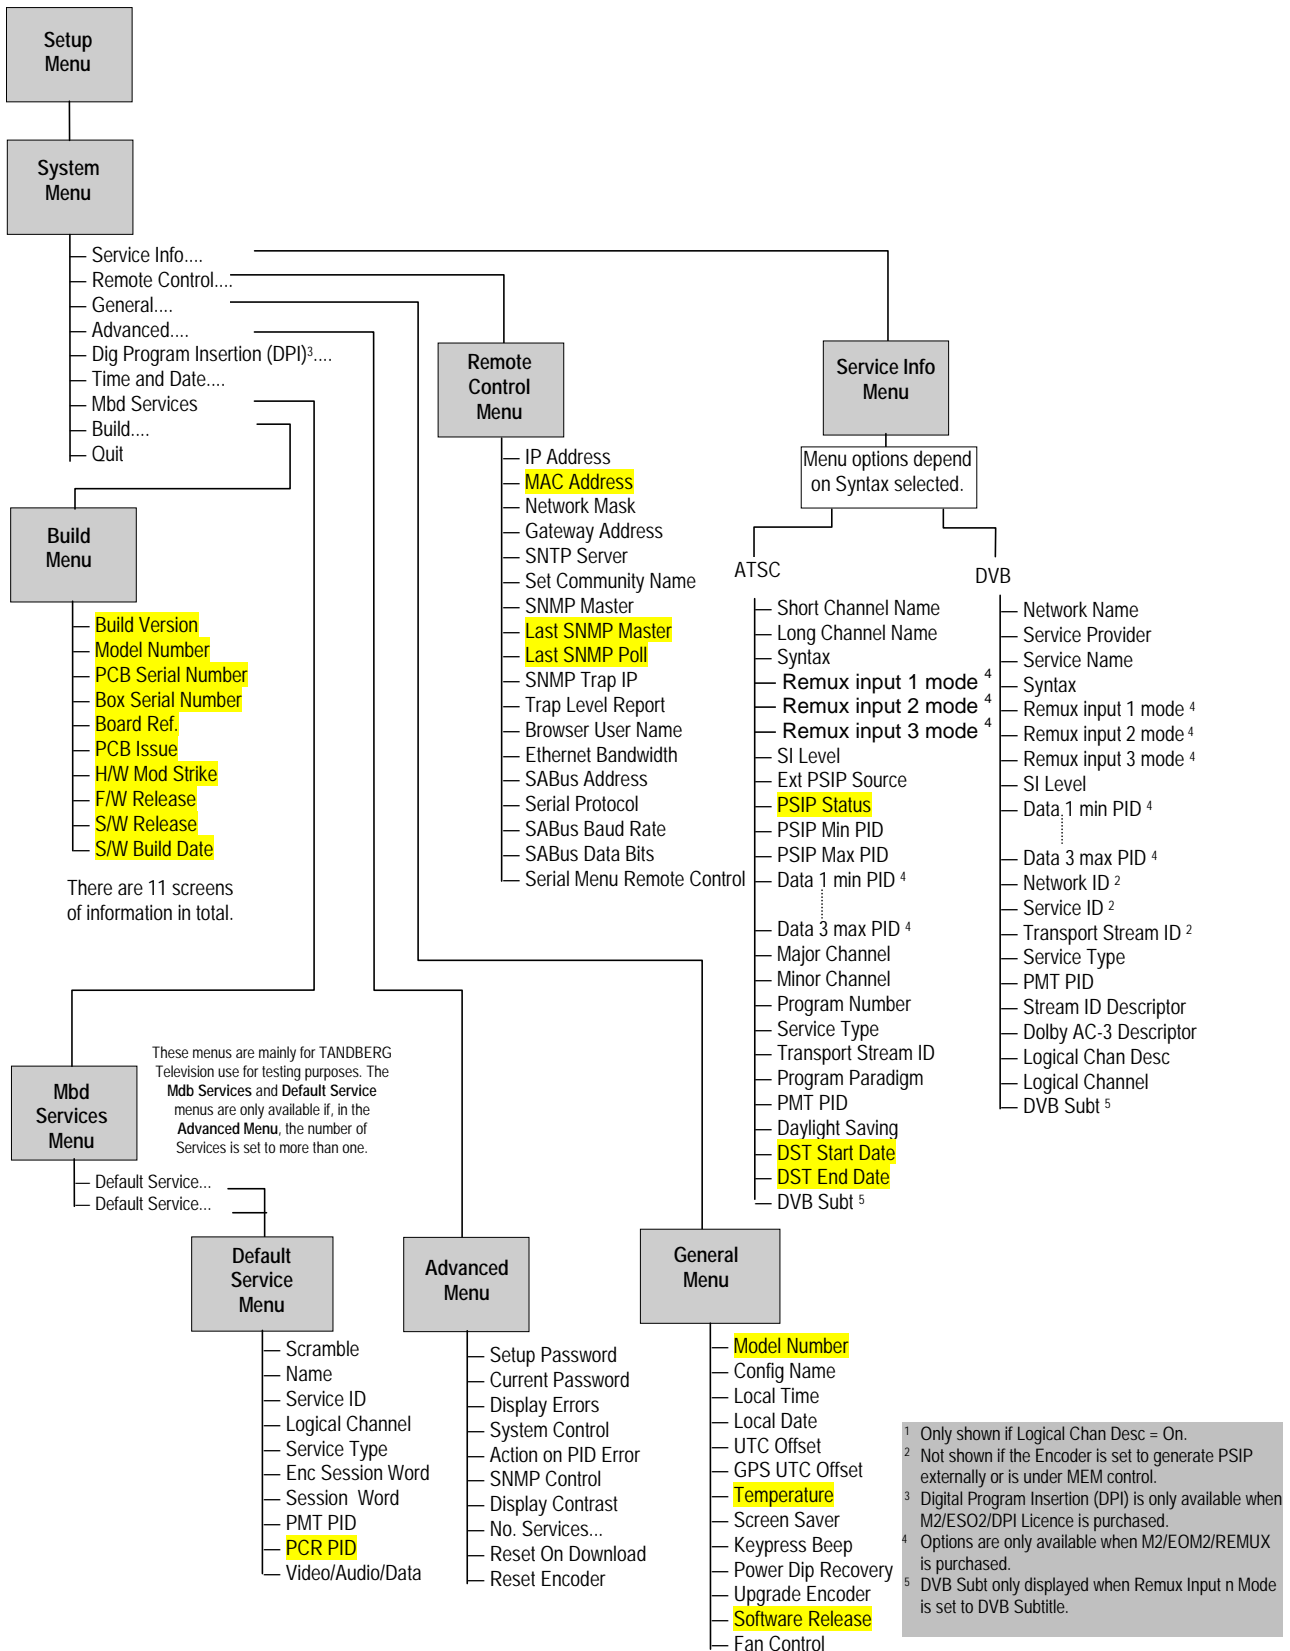 Setup
Menu
System
Menu
Service Info....
Remote Control....
General....
Advanced....
Dig Program Insertion (DPI)3....
Time and Date....
Mbd Services
Build....
Quit
Remote
Control
Menu
IP Address
MAC Address
Network Mask
Gateway Address
SNTP Server
Set Community Name
SNMP Master
Last SNMP Master
Last SNMP Poll
SNMP Trap IP
Trap Level Report
Browser User Name
Ethernet Bandwidth
SABus Address
Serial Protocol
SABus Baud Rate
SABus Data Bits
Serial Menu Remote Control
Service Info
Menu
Menu options depend
on Syntax selected.
ATSC
Short Channel Name
Long Channel Name
Syntax
Remux input 1 mode 4
Remux input 2 mode 4
Remux input 3 mode 4
SI Level
Ext PSIP Source
PSIP Status
PSIP Min PID
PSIP Max PID
Data 1 min PID 4
Data 3 max PID 4
Major Channel
Minor Channel
Program Number
Service Type
Transport Stream ID
Program Paradigm
PMT PID
Daylight Saving
DST Start Date
DST End Date
DVB Subt 5
DVB
Network Name
Service Provider
Service Name
Syntax
Remux input 1 mode 4
Remux input 2 mode 4
Remux input 3 mode 4
SI Level
Data 1 min PID 4
Data 3 max PID 4
Network ID 2
Service ID 2
Transport Stream ID 2
Service Type
PMT PID
Stream ID Descriptor
Dolby AC-3 Descriptor
Logical Chan Desc
Logical Channel
DVB Subt 5
Build
Menu
Build Version
Model Number
PCB Serial Number
Box Serial Number
Board Ref.
PCB Issue
H/W Mod Strike
F/W Release
S/W Release
S/W Build Date
There are 11 screens
of information in total.
Mbd
Services
Menu
These menus are mainly for TANDBERG
Television use for testing purposes. The
Mdb Services and Default Service
menus are only available if, in the
Advanced Menu, the number of
Services is set to more than one.
Default Service...
Default Service...
Default
Service
Menu
Scramble
Name
Service ID
Logical Channel
Service Type
Enc Session Word
Session Word
PMT PID
PCR PID
Video/Audio/Data
Advanced
Menu
Setup Password
Current Password
Display Errors
System Control
Action on PID Error
SNMP Control
Display Contrast
No. Services...
Reset On Download
Reset Encoder
General
Menu
Model Number
Config Name
Local Time
Local Date
UTC Offset
GPS UTC Offset
Temperature
Screen Saver
Keypress Beep
Power Dip Recovery
Upgrade Encoder
Software Release
Fan Control
1 Only shown if Logical Chan Desc = On.
2 Not shown if the Encoder is set to generate PSIP
externally or is under MEM control.
3 Digital Program Insertion (DPI) is only available when
M2/ESO2/DPI Licence is purchased.
4 Options are only available when M2/EOM2/REMUX
is purchased.
5 DVB Subt only displayed when Remux Input n Mode
is set to DVB Subtitle.